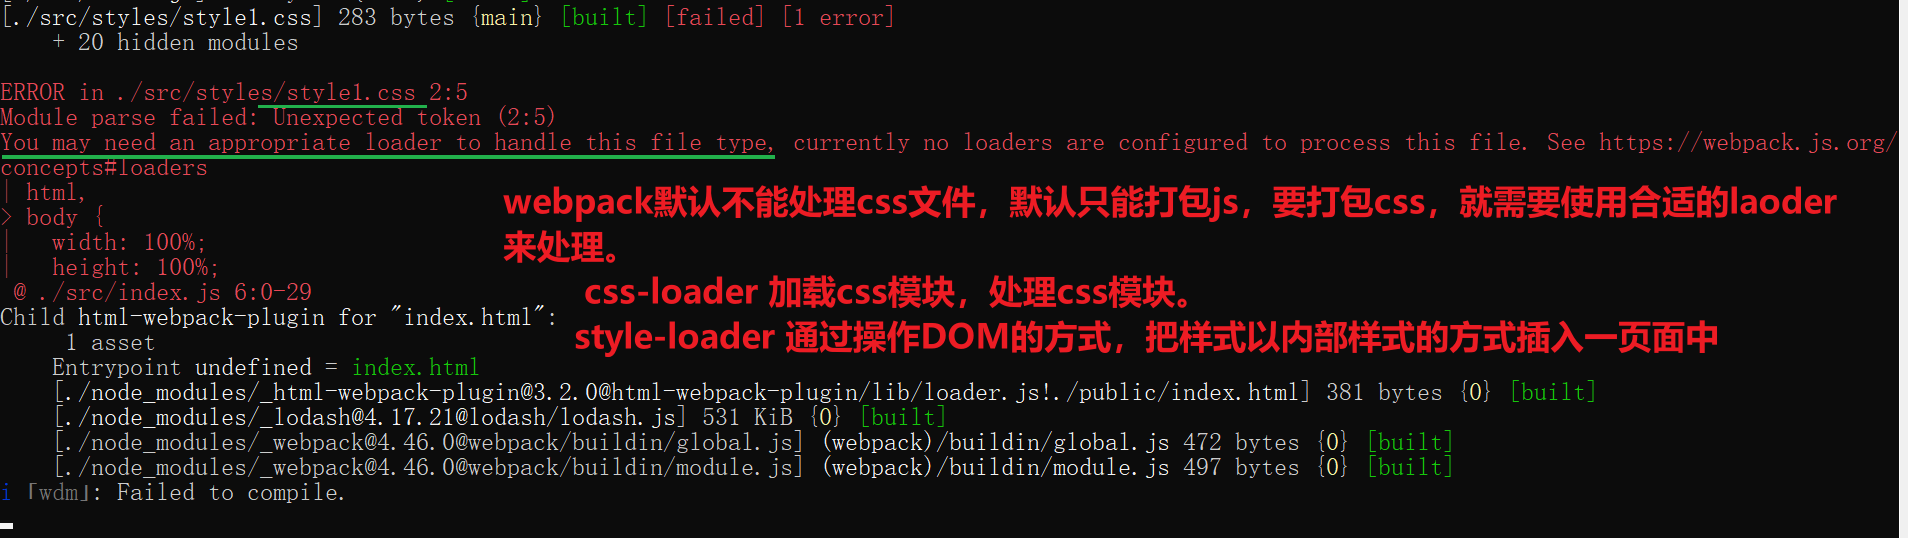 [./src/styles/style1.css] 283 bytes {main} [built] [failed] [1 error]
+ 20 hidden modules
ERROR in ./src/styles/style1.css 2:5
Module parse failed: Unexpected token (2:5)
You may need an appropriate loader to handle this file type, currently no loaders are configured to process this file. See https://webpack.js.org/
concepts#loaders
| html,
> body {
|   width: 100%;
|   height: 100%;
@ ./src/index.js 6:0-29
webpack默认不能处理css文件，默认只能打包js，要打包css，就需要使用合适的laoder
来处理。
css-loader 加载css模块，处理css模块。
style-loader 通过操作DOM的方式，把样式以内部样式的方式插入一页面中
Child html-webpack-plugin for "index.html":
1 asset
Entrypoint undefined = index.html
[./node_modules/_html-webpack-plugin@3.2.0@html-webpack-plugin/lib/loader.js!./public/index.html] 381 bytes {0} [built]
[./node_modules/_lodash@4.17.21@lodash/lodash.js] 531 KiB {0} [built]
[./node_modules/_webpack@4.46.0@webpack/buildin/global.js] (webpack)/buildin/global.js 472 bytes {0} [built]
[./node_modules/_webpack@4.46.0@webpack/buildin/module.js] (webpack)/buildin/module.js 497 bytes {0} [built]
i ｢wdm｣: Failed to compile.